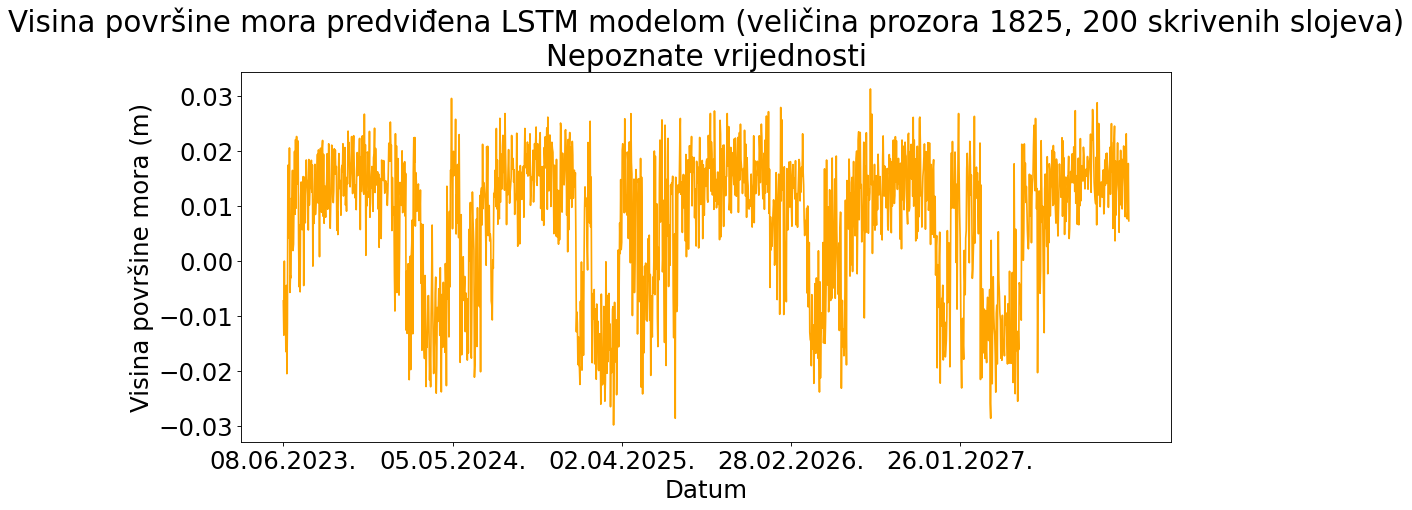 Visina površine mora predviđena LSTM modelom (veličina prozora 1825, 200 skrivenih slojeva)
Nepoznate vrijednosti
Visina površine mora (m)
0.03
0.02
0.01
0.00
−0.01
−0.02
−0.03
08.06.2023. 05.05.2024. 02.04.2025. 28.02.2026. 26.01.2027.
Datum